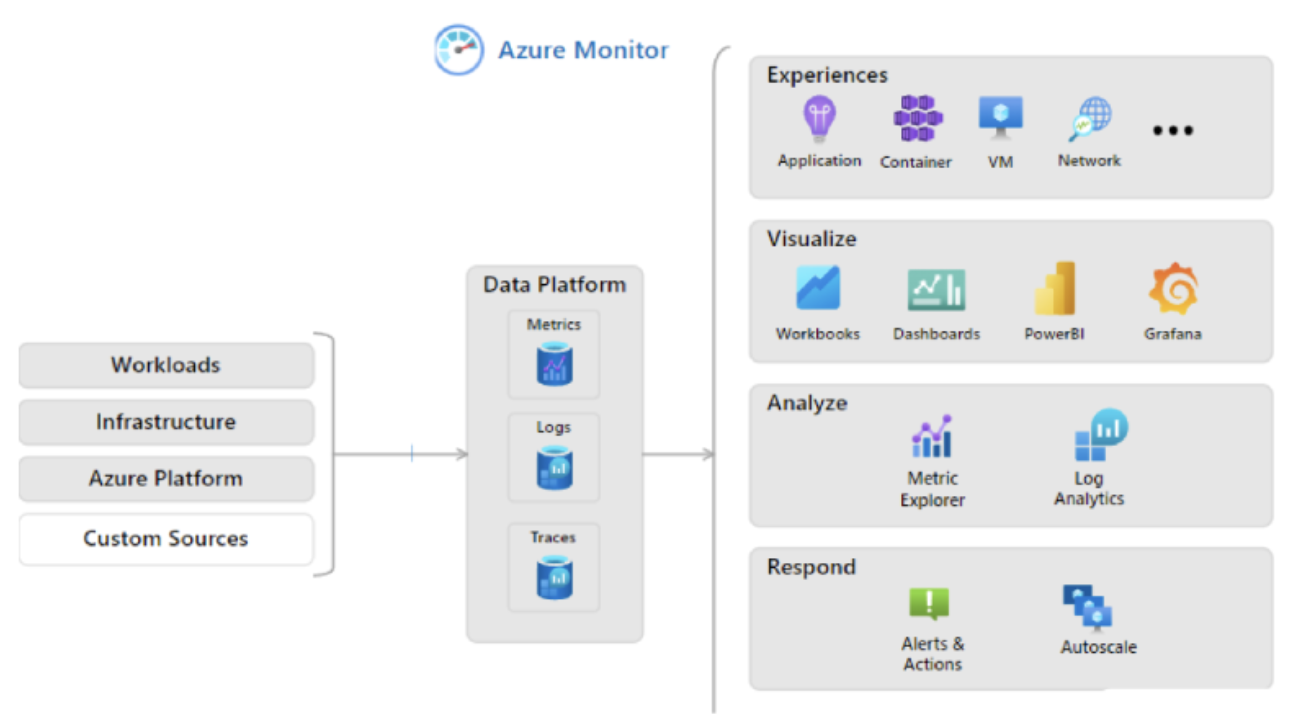 Azure Monitor
Workloads
Infrastructure
Azure Platform
Custom Sources
Data Platform
Metrics
Logs
Traces
Experiences
Application
Container
VM
Network
...
Visualize
Workbooks
Dashboards
PowerBI
Grafana
Analyze
Metric
Explorer
Log
Analytics
Respond
Alerts &
Actions
Autoscale